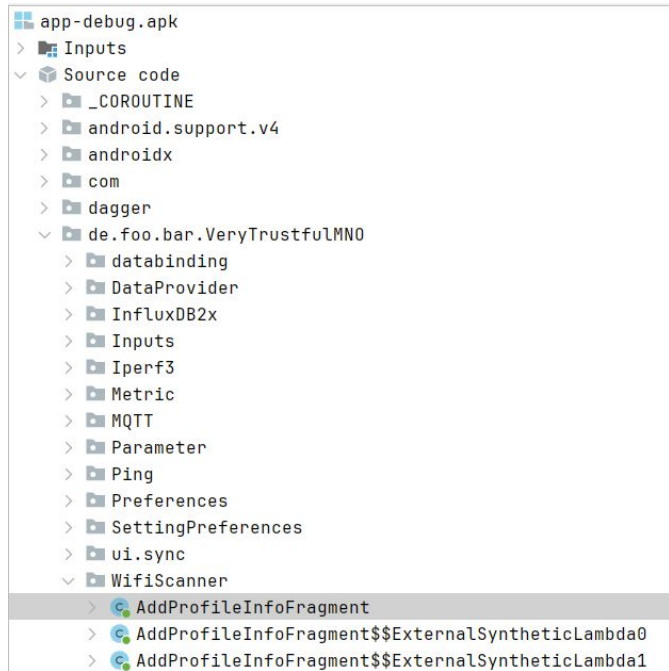 app-debug.apk
Inputs
Source code
_COROUTINE
android.support.v4
androidx
com
dagger
de.foo.bar.VeryTrustfulMNO
databinding
DataProvider
InfluxDB2x
Inputs
Iperf3
Metric
MQTT
Parameter
Ping
Preferences
SettingPreferences
ui.sync
WifiScanner
AddProfileInfoFragment
AddProfileInfoFragment$$ExternalSyntheticLambda0
AddProfileInfoFragment$$ExternalSyntheticLambda1